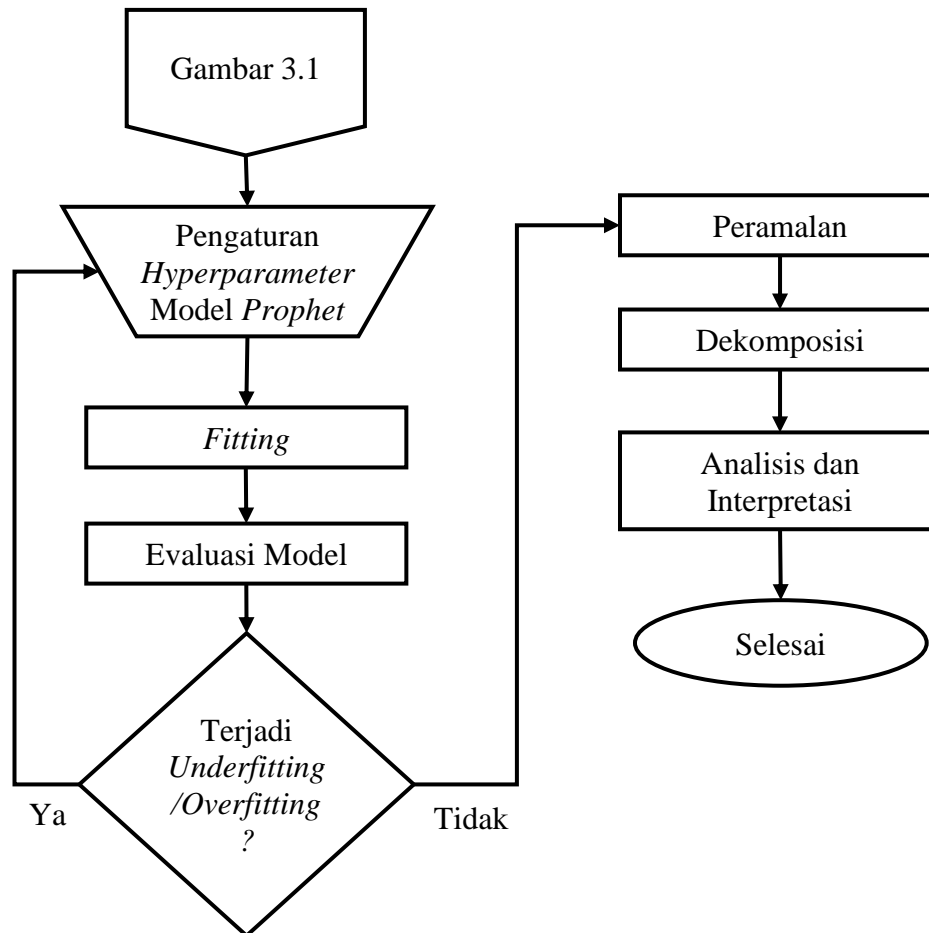 Gambar 3.1
Pengaturan
Hyperparameter
Model Prophet
Fitting
Evaluasi Model
Terjadi
Underfitting
/Overfitting
?
Ya
Tidak
Peramalan
Dekomposisi
Analisis dan
Interpretasi
Selesai